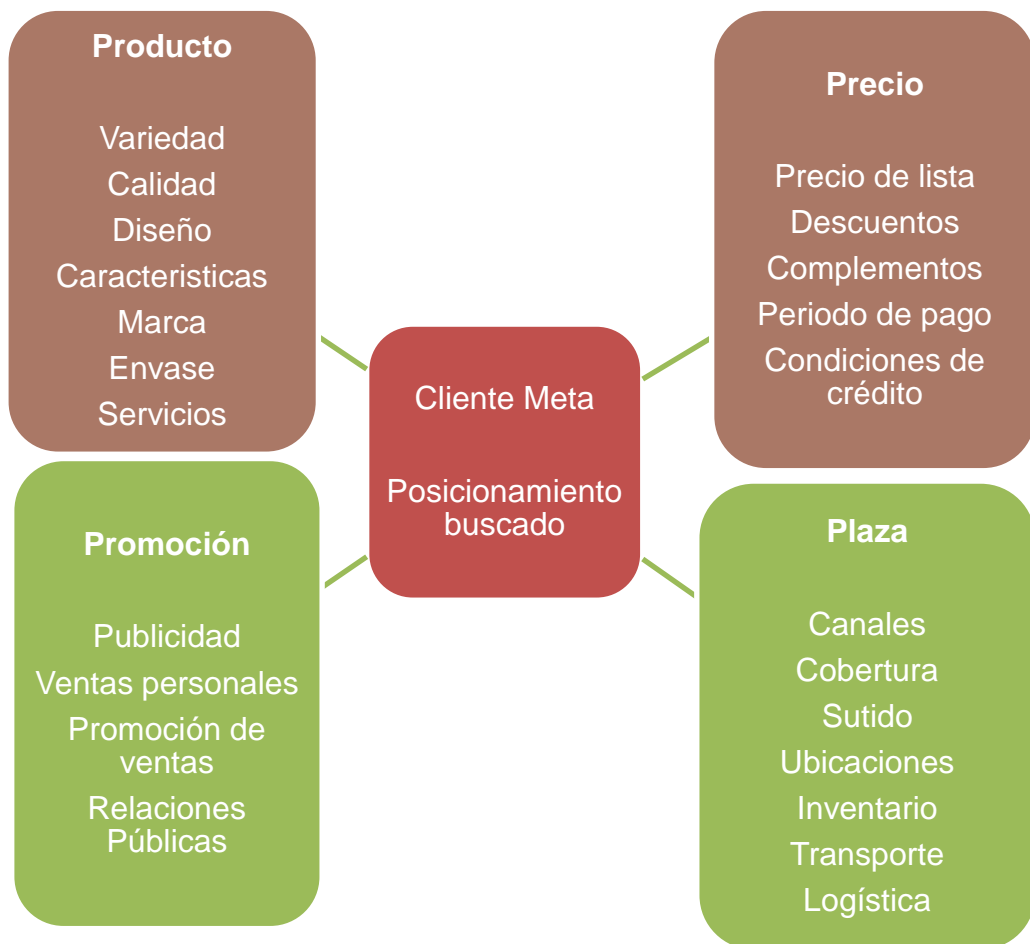 Producto
Variedad
Calidad
Diseño
Caracteristicas
Marca
Envase
Servicios
Precio
Precio de lista
Descuentos
Complementos
Periodo de pago
Condiciones de
crédito
Cliente Meta
Posicionamiento
buscado
Promoción
Publicidad
Ventas personales
Promoción de
ventas
Relaciones
Públicas
Plaza
Canales
Cobertura
Sutido
Ubicaciones
Inventario
Transporte
Logística